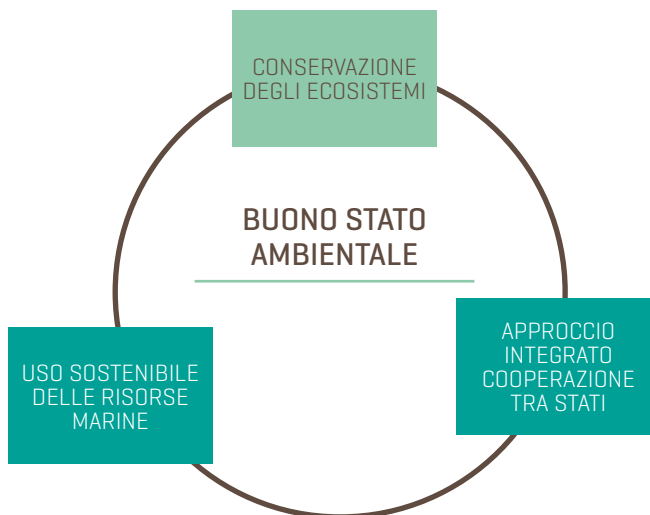 CONSERVAZIONE
DEGLI ECOSISTEMI
BUONO STATO
AMBIENTALE
USO SOSTENIBILE
DELLE RISORSE
MARINE
APPROCCIO
INTEGRATO
COOPERAZIONE
TRA STATI